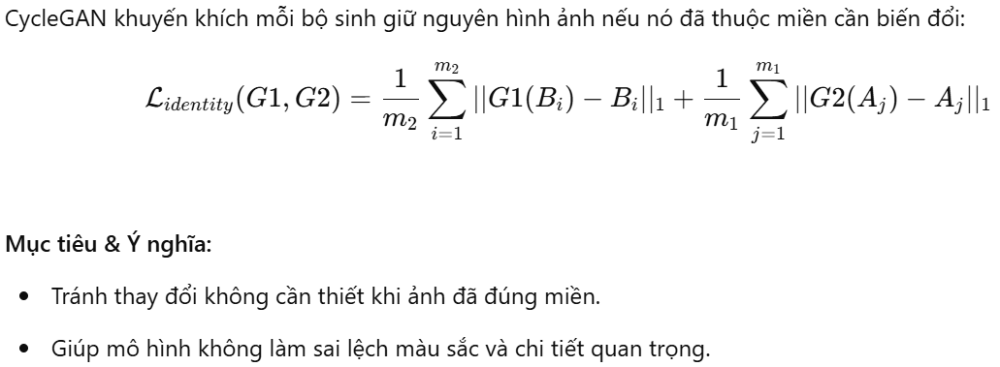 CycleGAN khuyến khích mỗi bộ sinh giữ nguyên hình ảnh nếu nó đã thuộc miền cần biến đổi:
$$\mathcal{L}_{identity}(G1, G2) = \frac{1}{m_2} \sum_{i=1}^{m_2} ||G1(B_i) - B_i||_1 + \frac{1}{m_1} \sum_{j=1}^{m_1} ||G2(A_j) - A_j||_1$$
Mục tiêu & Ý nghĩa:
• Tránh thay đổi không cần thiết khi ảnh đã đúng miền.
• Giúp mô hình không làm sai lệch màu sắc và chi tiết quan trọng.